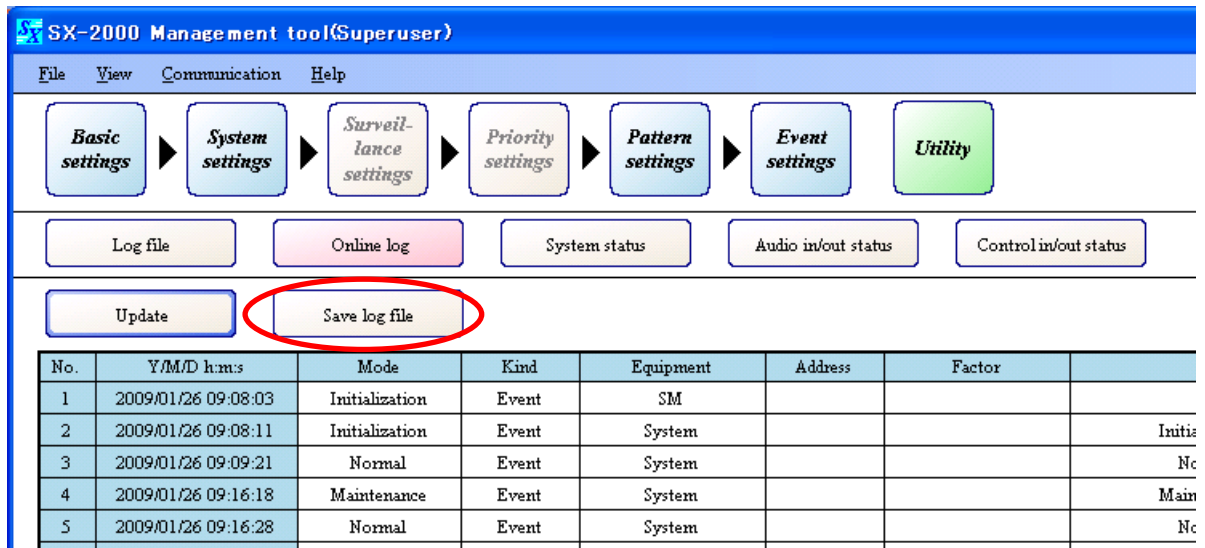 SX SX-2000 Management tool(Superuser)
File View Communication Help
Basic settings System settings Surveil-lance settings Priority settings Pattern settings Event settings Utility
Log file Online log System status Audio in/out status Control in/out status
Update Save log file
No. Y/M/D h:m:s Mode Kind Equipment Address Factor
1 2009/01/26 09:08:03 Initialization Event SM
2 2009/01/26 09:08:11 Initialization Event System Initia
3 2009/01/26 09:09:21 Normal Event System No
4 2009/01/26 09:16:18 Maintenance Event System Main
5 2009/01/26 09:16:28 Normal Event System No